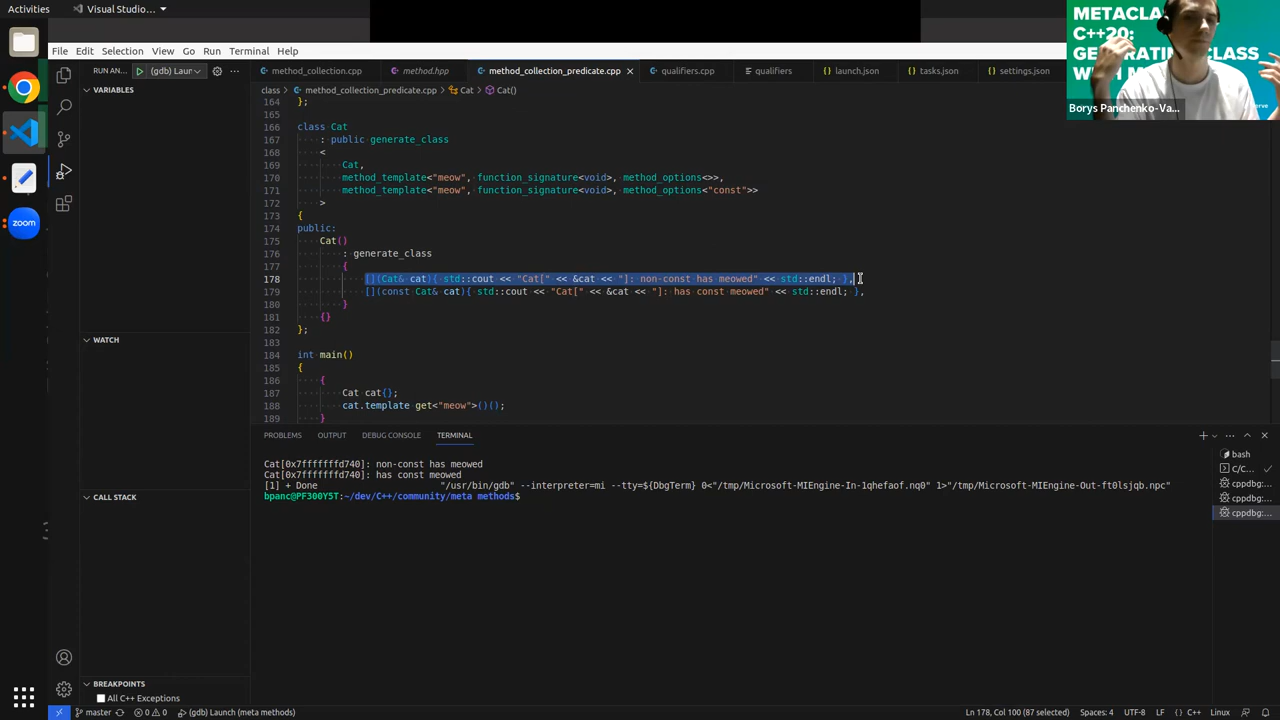 Activities
Visual Studio...
METACLAS
C++20:
GENERATING CLASS
WITH M
erve
Borys Panchenko-Va...
File Edit Selection View Go Run Terminal Help
RUN AN... (gdb) Laun
method_collection.cpp method.hpp method_collection_predicate.cpp qualifiers.cpp qualifiers launch.json tasks.json settings.json
class > method_collection_predicate.cpp > Cat > Cat()
VARIABLES
164 };
165
166 class Cat
167 : public generate_class
168 <
169 Cat,
170 method_template<"meow", function_signature<void>, method_options<>>,
171 method_template<"meow", function_signature<void>, method_options<"const">>
172 >
173 {
174 public:
175 Cat()
176 : generate_class
177 {
178 [](Cat& cat){ std::cout << "Cat[" << &cat << "]: non-const has meowed" << std::endl; },
179 [](const Cat& cat){ std::cout << "Cat[" << &cat << "]: has const meowed" << std::endl; },
180 }
181 {}
182 };
183
184 int main()
185 {
186 {
187 Cat cat{};
188 cat.template get<"meow">()();
189 }
WATCH
CALL STACK
BREAKPOINTS
All C++ Exceptions
PROBLEMS OUTPUT DEBUG CONSOLE TERMINAL
Cat[0x7fffffffd740]: non-const has meowed
Cat[0x7fffffffd740]: has const meowed
[1] + Done "/usr/bin/gdb" --interpreter=mi --tty=${DbgTerm} 0<"/tmp/Microsoft-MIEngine-In-1qhefaof.nq0" 1>"/tmp/Microsoft-MIEngine-Out-ft0lsjqb.npc"
bpanc@PF300Y5T:~/dev/C++/community/meta methods$
bash
C/C...
cppdbg:...
cppdbg:...
cppdbg:...
zoom
master 0 0 (gdb) Launch (meta methods)
Ln 178, Col 100 (87 selected) Spaces: 4 UTF-8 LF {} C++ Linux